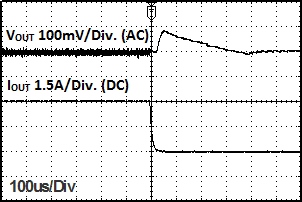 VOUT 100mV/Div. (AC)
IOUT 1.5A/Div. (DC)
100us/Div